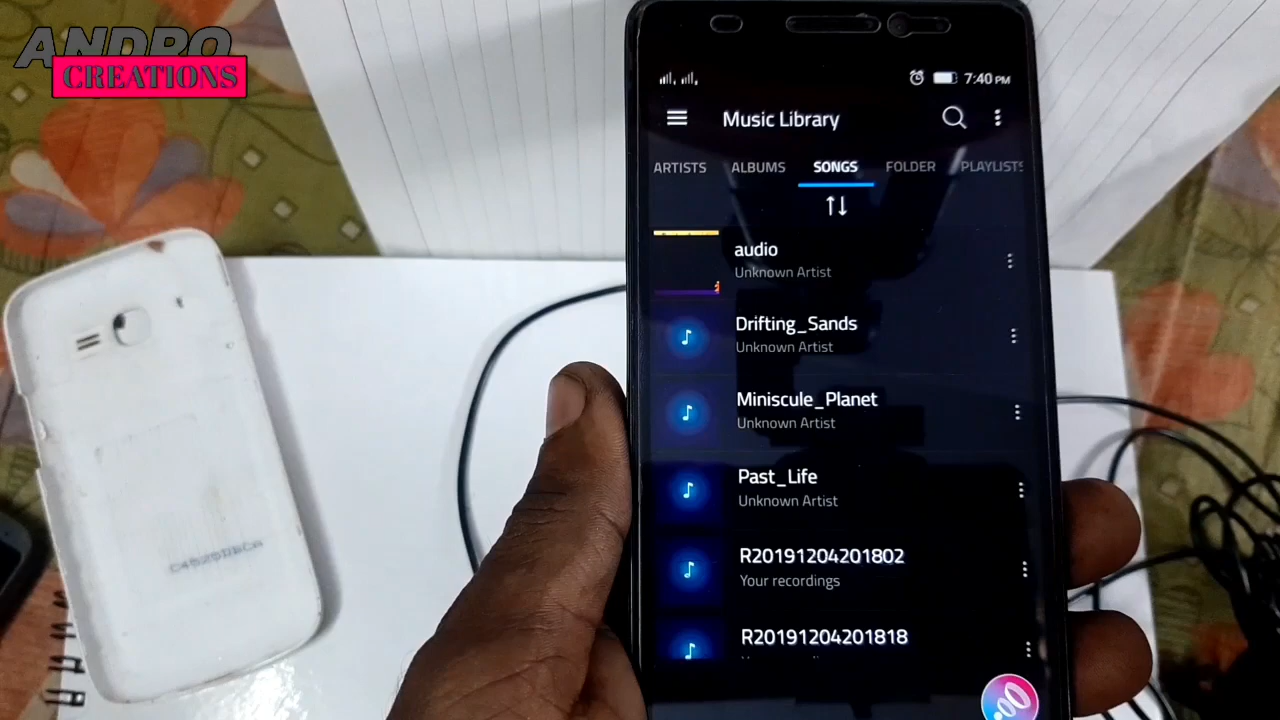 ANDRO
CREATIONS
7:40 PM
Music Library
ARTISTS ALBUMS SONGS FOLDER PLAYLISTS
audio
Unknown Artist
Drifting_Sands
Unknown Artist
Miniscule_Planet
Unknown Artist
Past_Life
Unknown Artist
R20191204201802
Your recordings
R20191204201818